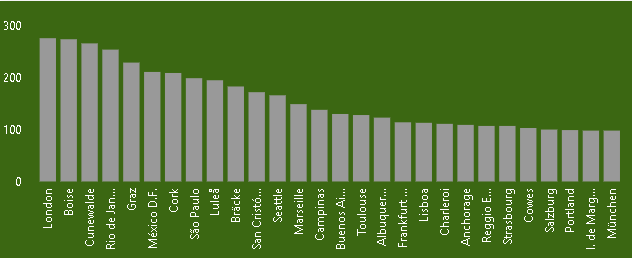 300
200
100
0
London
Boise
Cunewalde
Rio de Jan...
Graz
México D.F.
Cork
São Paulo
Luleå
Bräcke
San Cristó...
Seattle
Marseille
Campinas
Buenos Ai...
Toulouse
Albuquer...
Frankfurt ...
Lisboa
Charleroi
Anchorage
Reggio E...
Strasbourg
Cowes
Salzburg
Portland
I. de Marg...
München